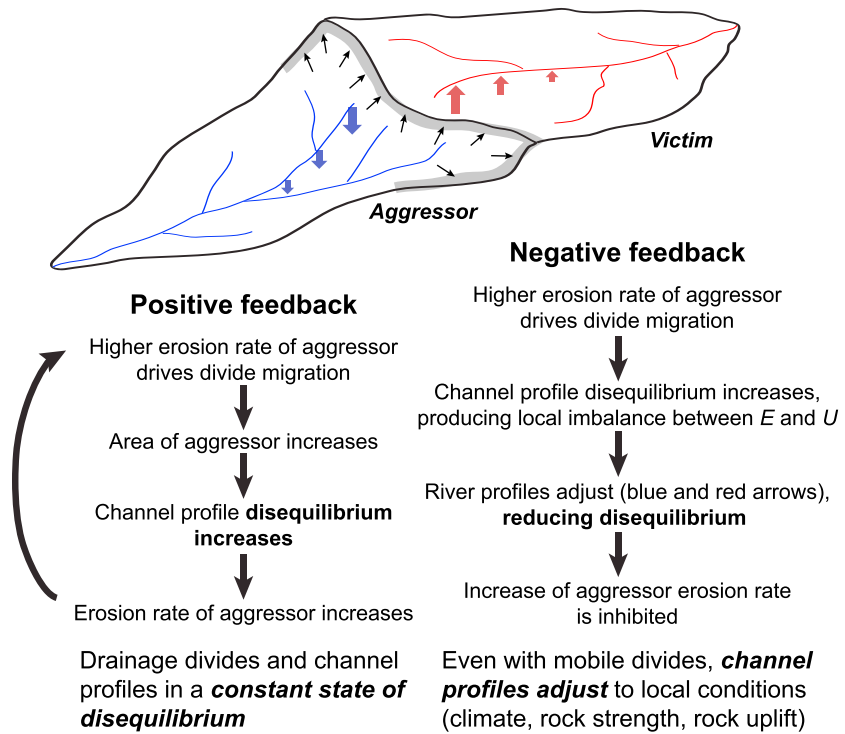 Victim
Aggressor
Positive feedback
Higher erosion rate of aggressor
drives divide migration
Area of aggressor increases
Channel profile disequilibrium
increases
Erosion rate of aggressor increases
Drainage divides and channel
profiles in a constant state of
disequilibrium
Negative feedback
Higher erosion rate of aggressor
drives divide migration
Channel profile disequilibrium increases,
producing local imbalance between E and U
River profiles adjust (blue and red arrows),
reducing disequilibrium
Increase of aggressor erosion rate
is inhibited
Even with mobile divides, channel
profiles adjust to local conditions
(climate, rock strength, rock uplift)